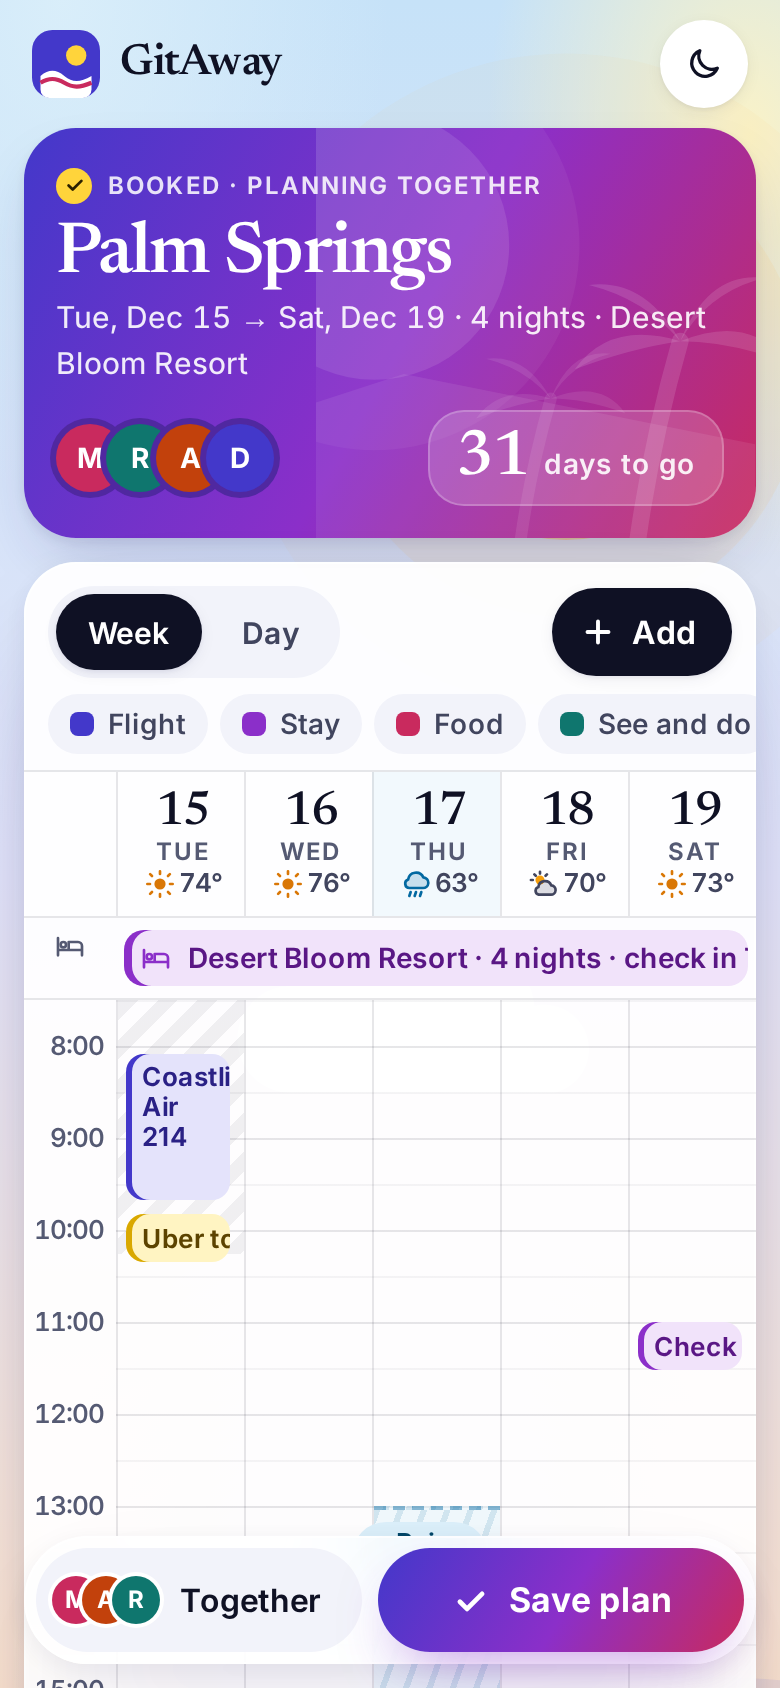 GitAway
BOOKED · PLANNING TOGETHER
Palm Springs
Tue, Dec 15 → Sat, Dec 19 · 4 nights · Desert
Bloom Resort
M R A D
31 days to go
Week Day + Add
Flight Stay Food See and do
15 16 17 18 19
TUE WED THU FRI SAT
74° 76° 63° 70° 73°
Desert Bloom Resort · 4 nights · check in
8:00
Coastli
Air
9:00
214
10:00
Uber to
11:00
Check
12:00
13:00
M A R Together Save plan
15:00